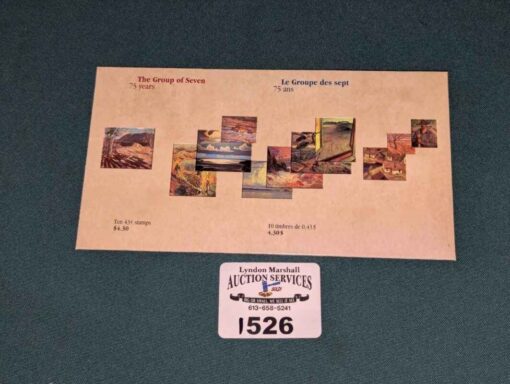 The Group of Seven
75 years
Le Groupe des sept
75 ans
Ten 43¢ stamps
$4.30
10 timbres de 0,43 $
4,30 $
Lyndon Marshall
AUCTION SERVICES
613-658-5241
1526